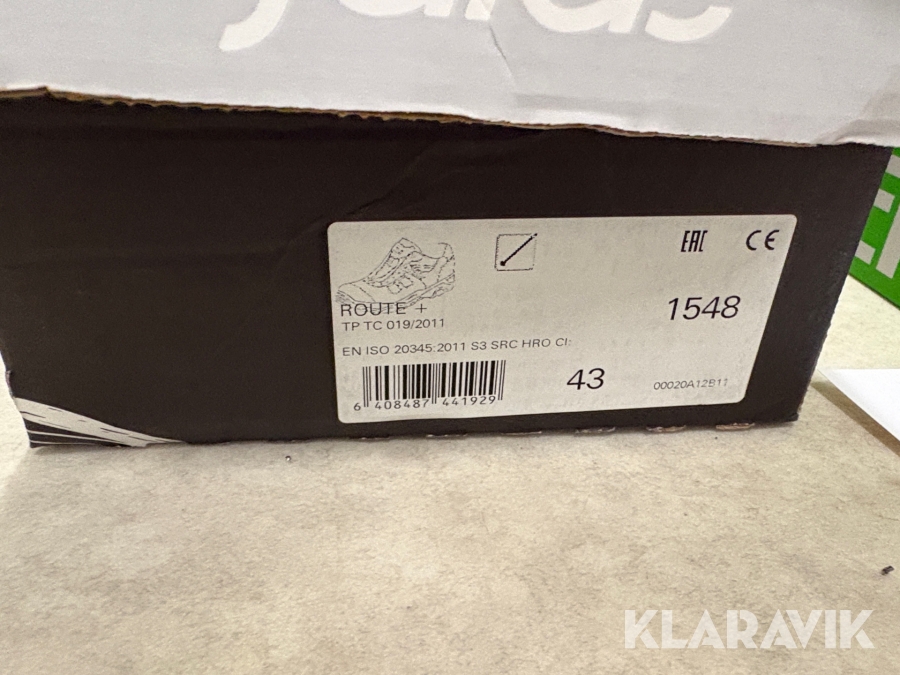 EAC CE
ROUTE +
TP TC 019/2011
1548
EN ISO 20345:2011 S3 SRC HRO CI:
43
00020A12B11
6 408487 441929
KLARAVIK